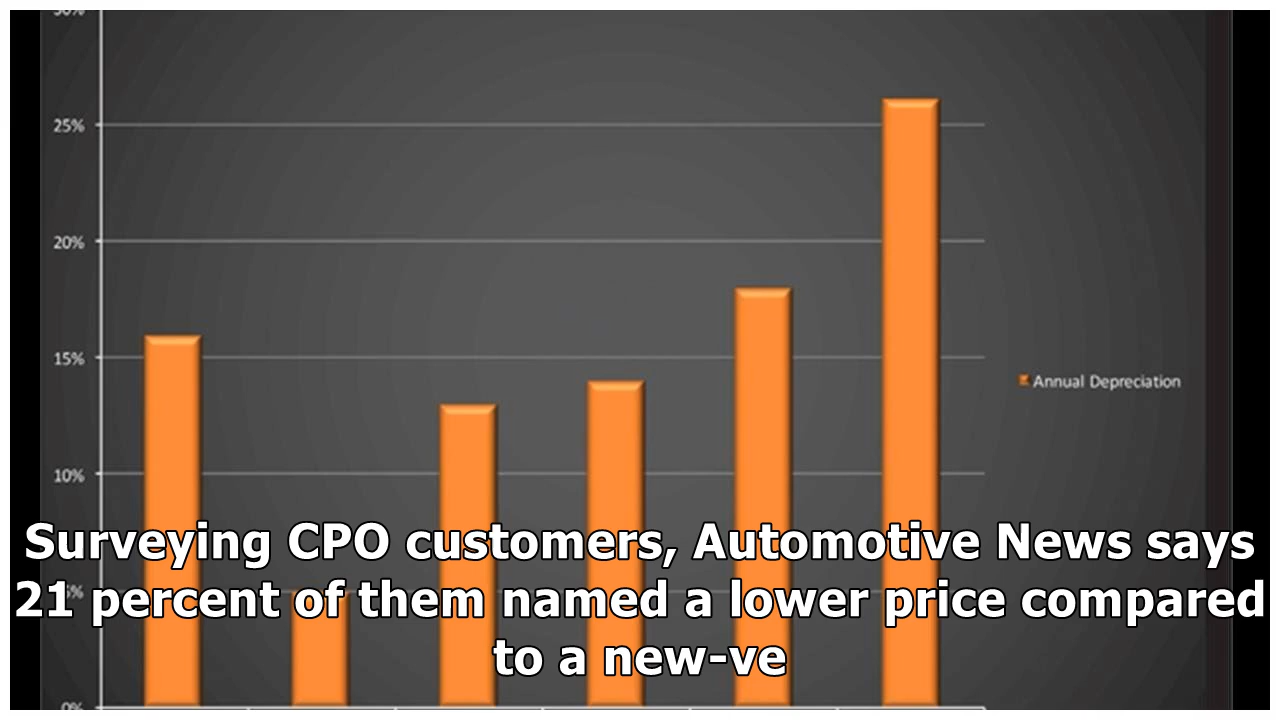 30%
25%
20%
15%
Annual Depreciation
10%
Surveying CPO customers, Automotive News says
21 percent of them named a lower price compared
to a new-ve
0%